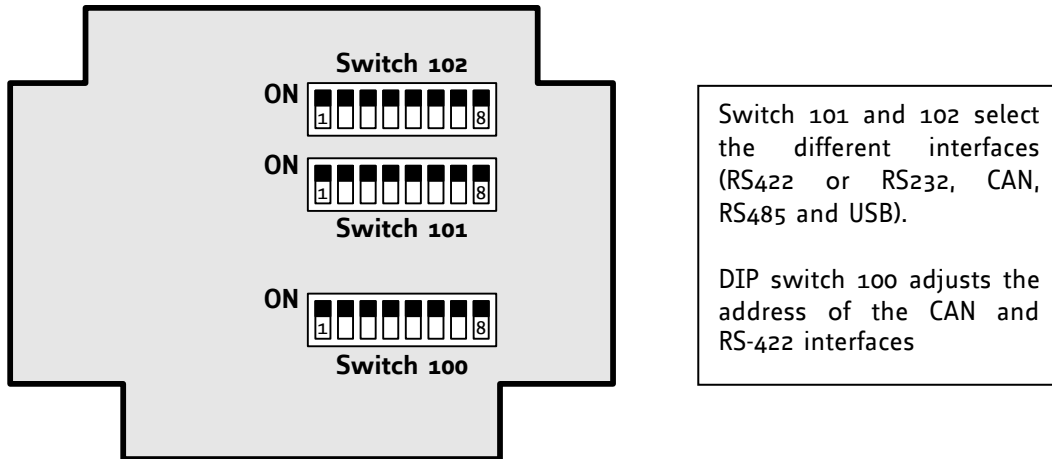 Switch 102
ON
1 8
ON
1 8
Switch 101
ON
1 8
Switch 100
Switch 101 and 102 select
the different interfaces
(RS422 or RS232, CAN,
RS485 and USB).
DIP switch 100 adjusts the
address of the CAN and
RS-422 interfaces